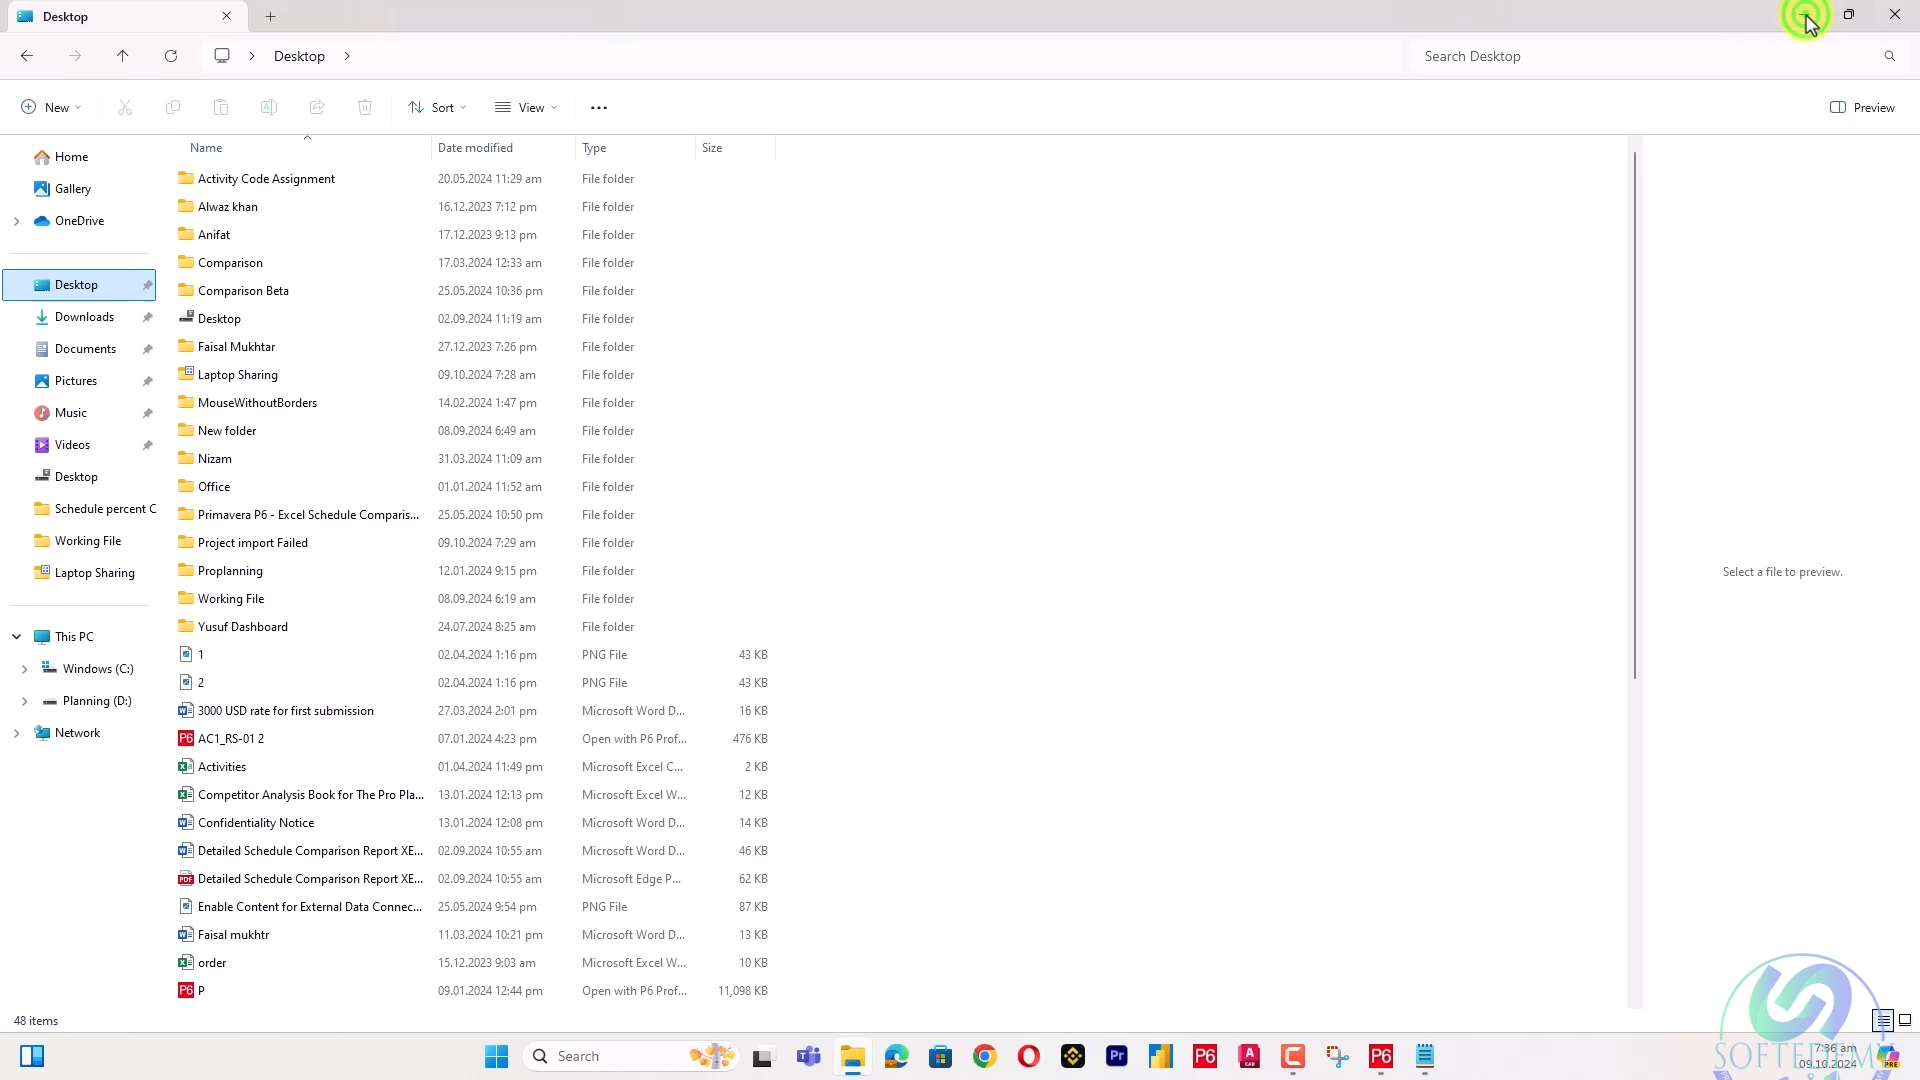 Desktop
Desktop
Search Desktop
New
Sort
View
Preview
Name
Date modified
Type
Size
Home
Gallery
OneDrive
Desktop
Downloads
Documents
Pictures
Music
Videos
Desktop
Schedule percent C
Working File
Laptop Sharing
This PC
Windows (C:)
Planning (D:)
Network
Activity Code Assignment 20.05.2024 11:29 am File folder
Alwaz khan 16.12.2023 7:12 pm File folder
Anifat 17.12.2023 9:13 pm File folder
Comparison 17.03.2024 12:33 am File folder
Comparison Beta 25.05.2024 10:36 pm File folder
Desktop 02.09.2024 11:19 am File folder
Faisal Mukhtar 27.12.2023 7:26 pm File folder
Laptop Sharing 09.10.2024 7:28 am File folder
MouseWithoutBorders 14.02.2024 1:47 pm File folder
New folder 08.09.2024 6:49 am File folder
Nizam 31.03.2024 11:09 am File folder
Office 01.01.2024 11:52 am File folder
Primavera P6 - Excel Schedule Comparis... 25.05.2024 10:50 pm File folder
Project import Failed 09.10.2024 7:29 am File folder
Proplanning 12.01.2024 9:15 pm File folder
Working File 08.09.2024 6:19 am File folder
Yusuf Dashboard 24.07.2024 8:25 am File folder
1 02.04.2024 1:16 pm PNG File 43 KB
2 02.04.2024 1:16 pm PNG File 43 KB
3000 USD rate for first submission 27.03.2024 2:01 pm Microsoft Word D... 16 KB
AC1_RS-01 2 07.01.2024 4:23 pm Open with P6 Prof... 476 KB
Activities 01.04.2024 11:49 pm Microsoft Excel C... 2 KB
Competitor Analysis Book for The Pro Pla... 13.01.2024 12:13 pm Microsoft Excel W... 12 KB
Confidentiality Notice 13.01.2024 12:08 pm Microsoft Word D... 14 KB
Detailed Schedule Comparison Report XE... 02.09.2024 10:55 am Microsoft Word D... 46 KB
Detailed Schedule Comparison Report XE... 02.09.2024 10:55 am Microsoft Edge P... 62 KB
Enable Content for External Data Connec... 25.05.2024 9:54 pm PNG File 87 KB
Faisal mukhtr 11.03.2024 10:21 pm Microsoft Word D... 13 KB
order 15.12.2023 9:03 am Microsoft Excel W... 10 KB
P 09.01.2024 12:44 pm Open with P6 Prof... 11,098 KB
Select a file to preview.
48 items
Search
7:36 am
09.10.2024
SOFTEDEMY